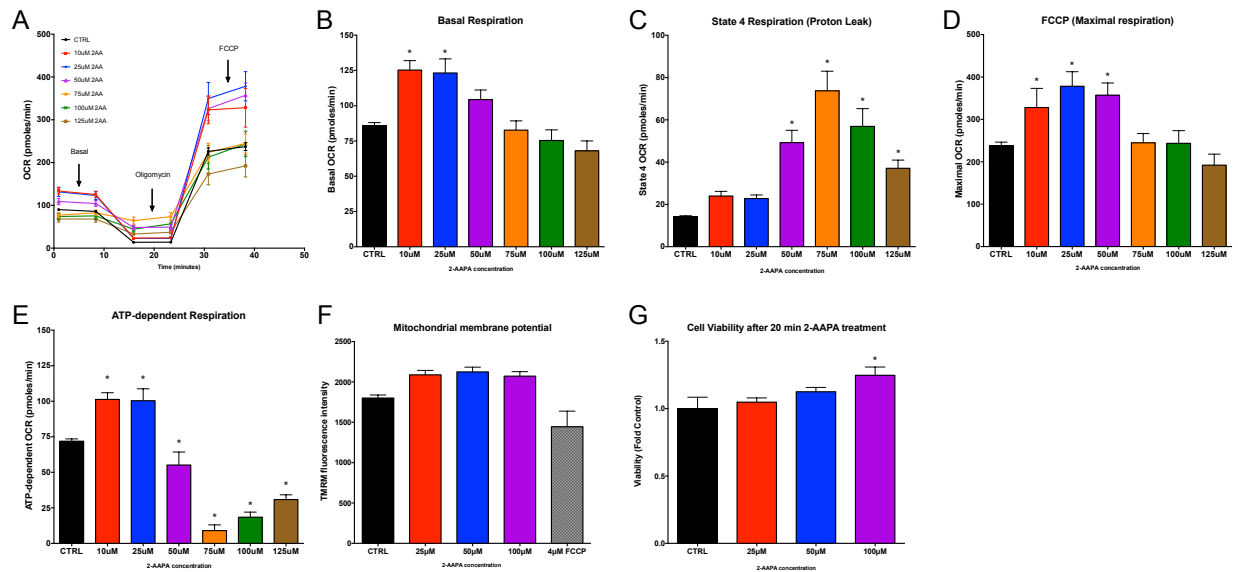 A
OCR (pmoles/min)
500
400
300
200
100
0
0
10
20
30
40
50
Time (minutes)
CTRL
10uM 2AA
25uM 2AA
50uM 2AA
75uM 2AA
100uM 2AA
125uM 2AA
Basal
Oligomycin
FCCP
B
Basal Respiration
Basal OCR (pmoles/min)
150
125
100
75
50
25
0
* *
CTRL 10uM 25uM 50uM 75uM 100uM 125uM
2-AAPA concentration
C
State 4 Respiration (Proton Leak)
State 4 OCR (pmoles/min)
100
80
60
40
20
0
* * * *
CTRL 10uM 25uM 50uM 75uM 100uM 125uM
2-AAPA concentration
D
FCCP (Maximal respiration)
Maximal OCR (pmoles/min)
500
400
300
200
100
0
* * *
CTRL 10uM 25uM 50uM 75uM 100uM 125uM
2-AAPA concentration
E
ATP-dependent Respiration
ATP-dependent OCR (pmoles/min)
150
125
100
75
50
25
0
* * * * * *
CTRL 10uM 25uM 50uM 75uM 100uM 125uM
2-AAPA concentration
F
Mitochondrial membrane potential
TMRM fluorescence intensity
2500
2000
1500
1000
500
0
CTRL 25µM 50µM 100µM 4µM FCCP
2-AAPA concentration
G
Cell Viability after 20 min 2-AAPA treatment
Viability (Fold Control)
1.5
1.0
0.5
0.0
*
CTRL 25µM 50µM 100µM
2-AAPA concentration